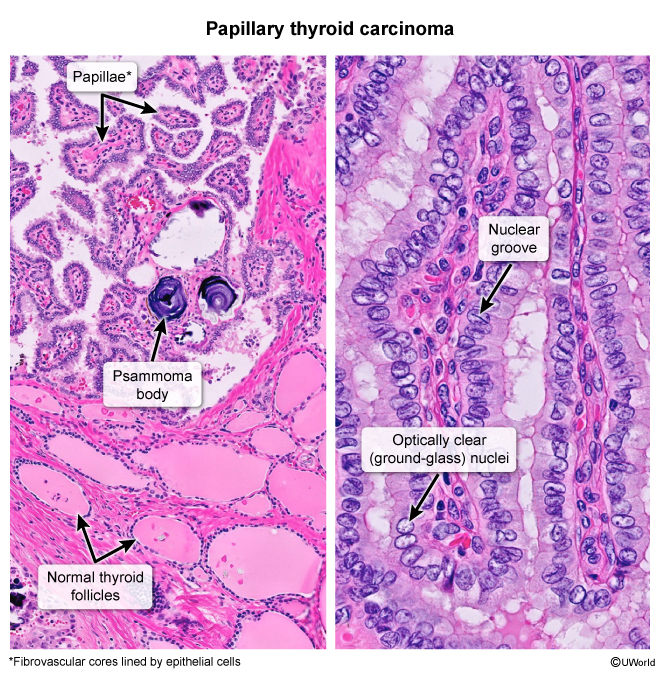 Papillary thyroid carcinoma
Papillae*
Psammoma
body
Normal thyroid
follicles
Nuclear
groove
Optically clear
(ground-glass) nuclei
*Fibrovascular cores lined by epithelial cells
©UWorld